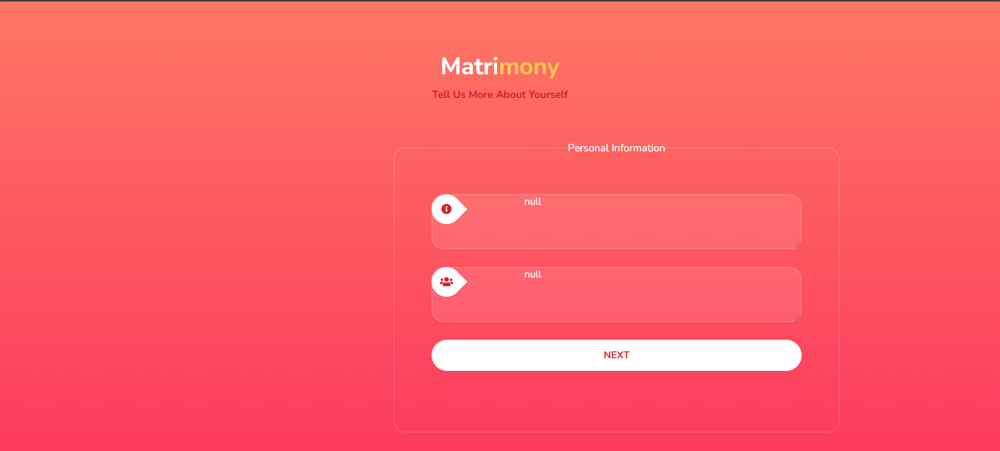 Matrimony
Tell Us More About Yourself
Personal Information
null
null
NEXT